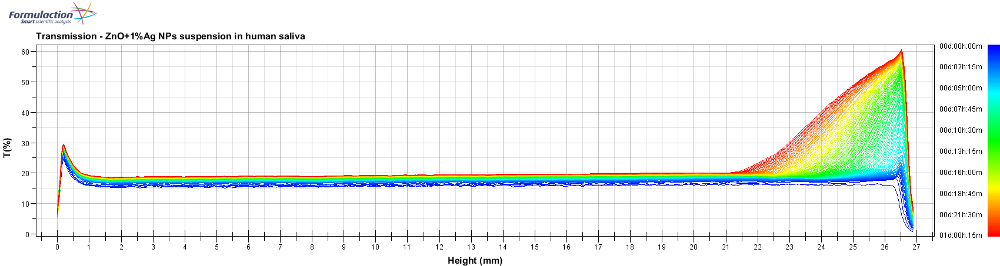 Formulaction
Smart scientific analysis
Transmission - ZnO+1%Ag NPs suspension in human saliva
T(%)
60
50
40
30
20
10
0
0 1 2 3 4 5 6 7 8 9 10 11 12 13 14 15 16 17 18 19 20 21 22 23 24 25 26 27
Height (mm)
00d:00h:00m
00d:02h:15m
00d:05h:00m
00d:07h:45m
00d:10h:30m
00d:13h:15m
00d:16h:00m
00d:18h:45m
00d:21h:30m
01d:00h:15m